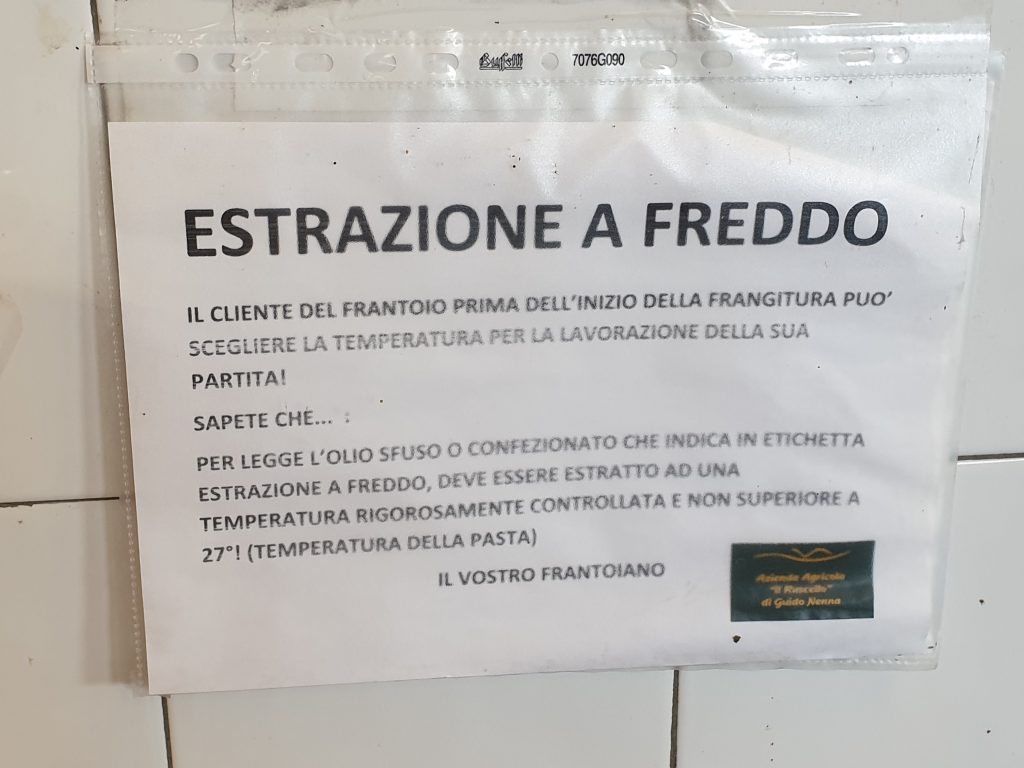 Buffetti 7076G090
ESTRAZIONE A FREDDO
IL CLIENTE DEL FRANTOIO PRIMA DELL'INIZIO DELLA FRANGITURA PUO'
SCEGLIERE LA TEMPERATURA PER LA LAVORAZIONE DELLA SUA
PARTITA!
SAPETE CHE... :
PER LEGGE L'OLIO SFUSO O CONFEZIONATO CHE INDICA IN ETICHETTA
ESTRAZIONE A FREDDO, DEVE ESSERE ESTRATTO AD UNA
TEMPERATURA RIGOROSAMENTE CONTROLLATA E NON SUPERIORE A
27°! (TEMPERATURA DELLA PASTA)
IL VOSTRO FRANTOIANO
Azienda Agricola
"Il Ruscello"
di Guido Nenna